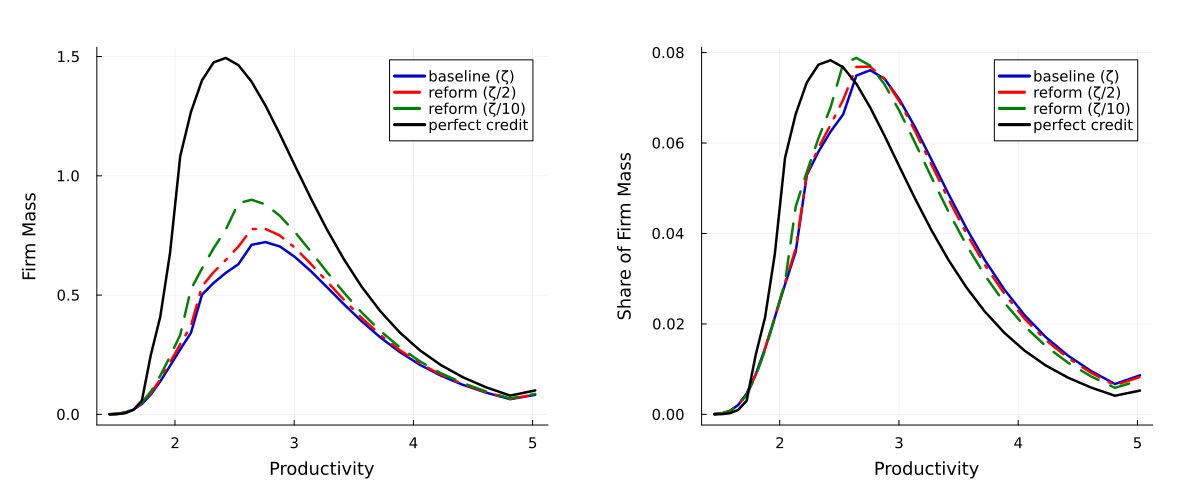 Firm Mass
1.5
1.0
0.5
0.0
2
3
4
5
Productivity
baseline (ζ)
reform (ζ/2)
reform (ζ/10)
perfect credit
Share of Firm Mass
0.08
0.06
0.04
0.02
0.00
2
3
4
5
Productivity
baseline (ζ)
reform (ζ/2)
reform (ζ/10)
perfect credit